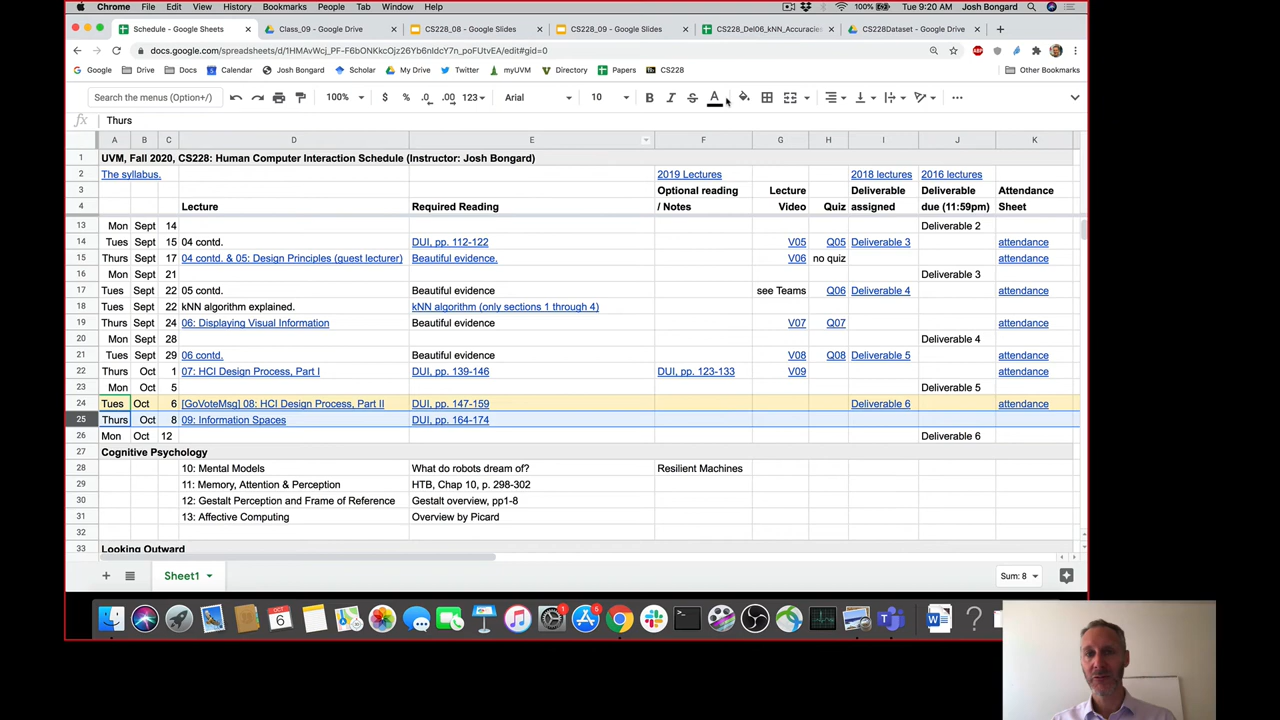 Chrome File Edit View History Bookmarks People Tab Window Help 100% Tue 9:20 AM Josh Bongard
Schedule - Google Sheets Class_09 - Google Drive CS228_08 - Google Slides CS228_09 - Google Slides CS228_Del06_kNN_Accuracies CS228Dataset - Google Drive
docs.google.com/spreadsheets/d/1HMAvWcj_PF-F6bONKkcOjz26Yb6nIdcY7n_poFUtvEA/edit#gid=0
Google Drive Docs Calendar Josh Bongard Scholar My Drive Twitter myUVM Directory Papers CS228 Other Bookmarks
Search the menus (Option+/) 100% $ % .0 .00 123 Arial 10 B I S A
fx Thurs
A B C D E F G H I J K
1 UVM, Fall 2020, CS228: Human Computer Interaction Schedule (Instructor: Josh Bongard)
2 The syllabus. 2019 Lectures 2018 lectures 2016 lectures
3 Optional reading Lecture Deliverable Deliverable Attendance
4 Lecture Required Reading / Notes Video Quiz assigned due (11:59pm) Sheet
13 Mon Sept 14 Deliverable 2
14 Tues Sept 15 04 contd. DUI, pp. 112-122 V05 Q05 Deliverable 3 attendance
15 Thurs Sept 17 04 contd. & 05: Design Principles (guest lecturer) Beautiful evidence. V06 no quiz attendance
16 Mon Sept 21 Deliverable 3
17 Tues Sept 22 05 contd. Beautiful evidence see Teams Q06 Deliverable 4 attendance
18 Tues Sept 22 kNN algorithm explained. kNN algorithm (only sections 1 through 4)
19 Thurs Sept 24 06: Displaying Visual Information Beautiful evidence V07 Q07 attendance
20 Mon Sept 28 Deliverable 4
21 Tues Sept 29 06 contd. Beautiful evidence V08 Q08 Deliverable 5 attendance
22 Thurs Oct 1 07: HCI Design Process, Part I DUI, pp. 139-146 DUI, pp. 123-133 V09 attendance
23 Mon Oct 5 Deliverable 5
24 Tues Oct 6 [GoVoteMsg] 08: HCI Design Process, Part II DUI, pp. 147-159 Deliverable 6 attendance
25 Thurs Oct 8 09: Information Spaces DUI, pp. 164-174
26 Mon Oct 12 Deliverable 6
27 Cognitive Psychology
28 10: Mental Models What do robots dream of? Resilient Machines
29 11: Memory, Attention & Perception HTB, Chap 10, p. 298-302
30 12: Gestalt Perception and Frame of Reference Gestalt overview, pp1-8
31 13: Affective Computing Overview by Picard
32
33 Looking Outward
Sheet1 Sum: 8
OCT 6 1 5